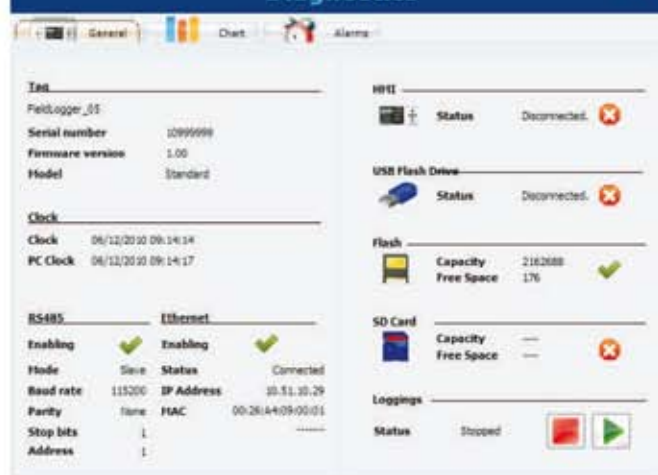 General Chart Alarms
Tag
FieldLogger_05
Serial number 10999999
Firmware version 1.00
Model Standard
Clock
Clock 06/12/2010 09:14:14
PC Clock 06/12/2010 09:14:17
RS485
Enabling
Mode Slave
Baud rate 115200
Parity None
Stop bits 1
Address 1
Ethernet
Enabling
Status Connected
IP Address 10.51.10.29
MAC 00:26:A4:09:00:01
-------
HMI
Status Disconnected.
USB Flash Drive
Status Disconnected.
Flash
Capacity 2162688
Free Space 176
SD Card
Capacity ---
Free Space ---
Loggings
Status Stopped